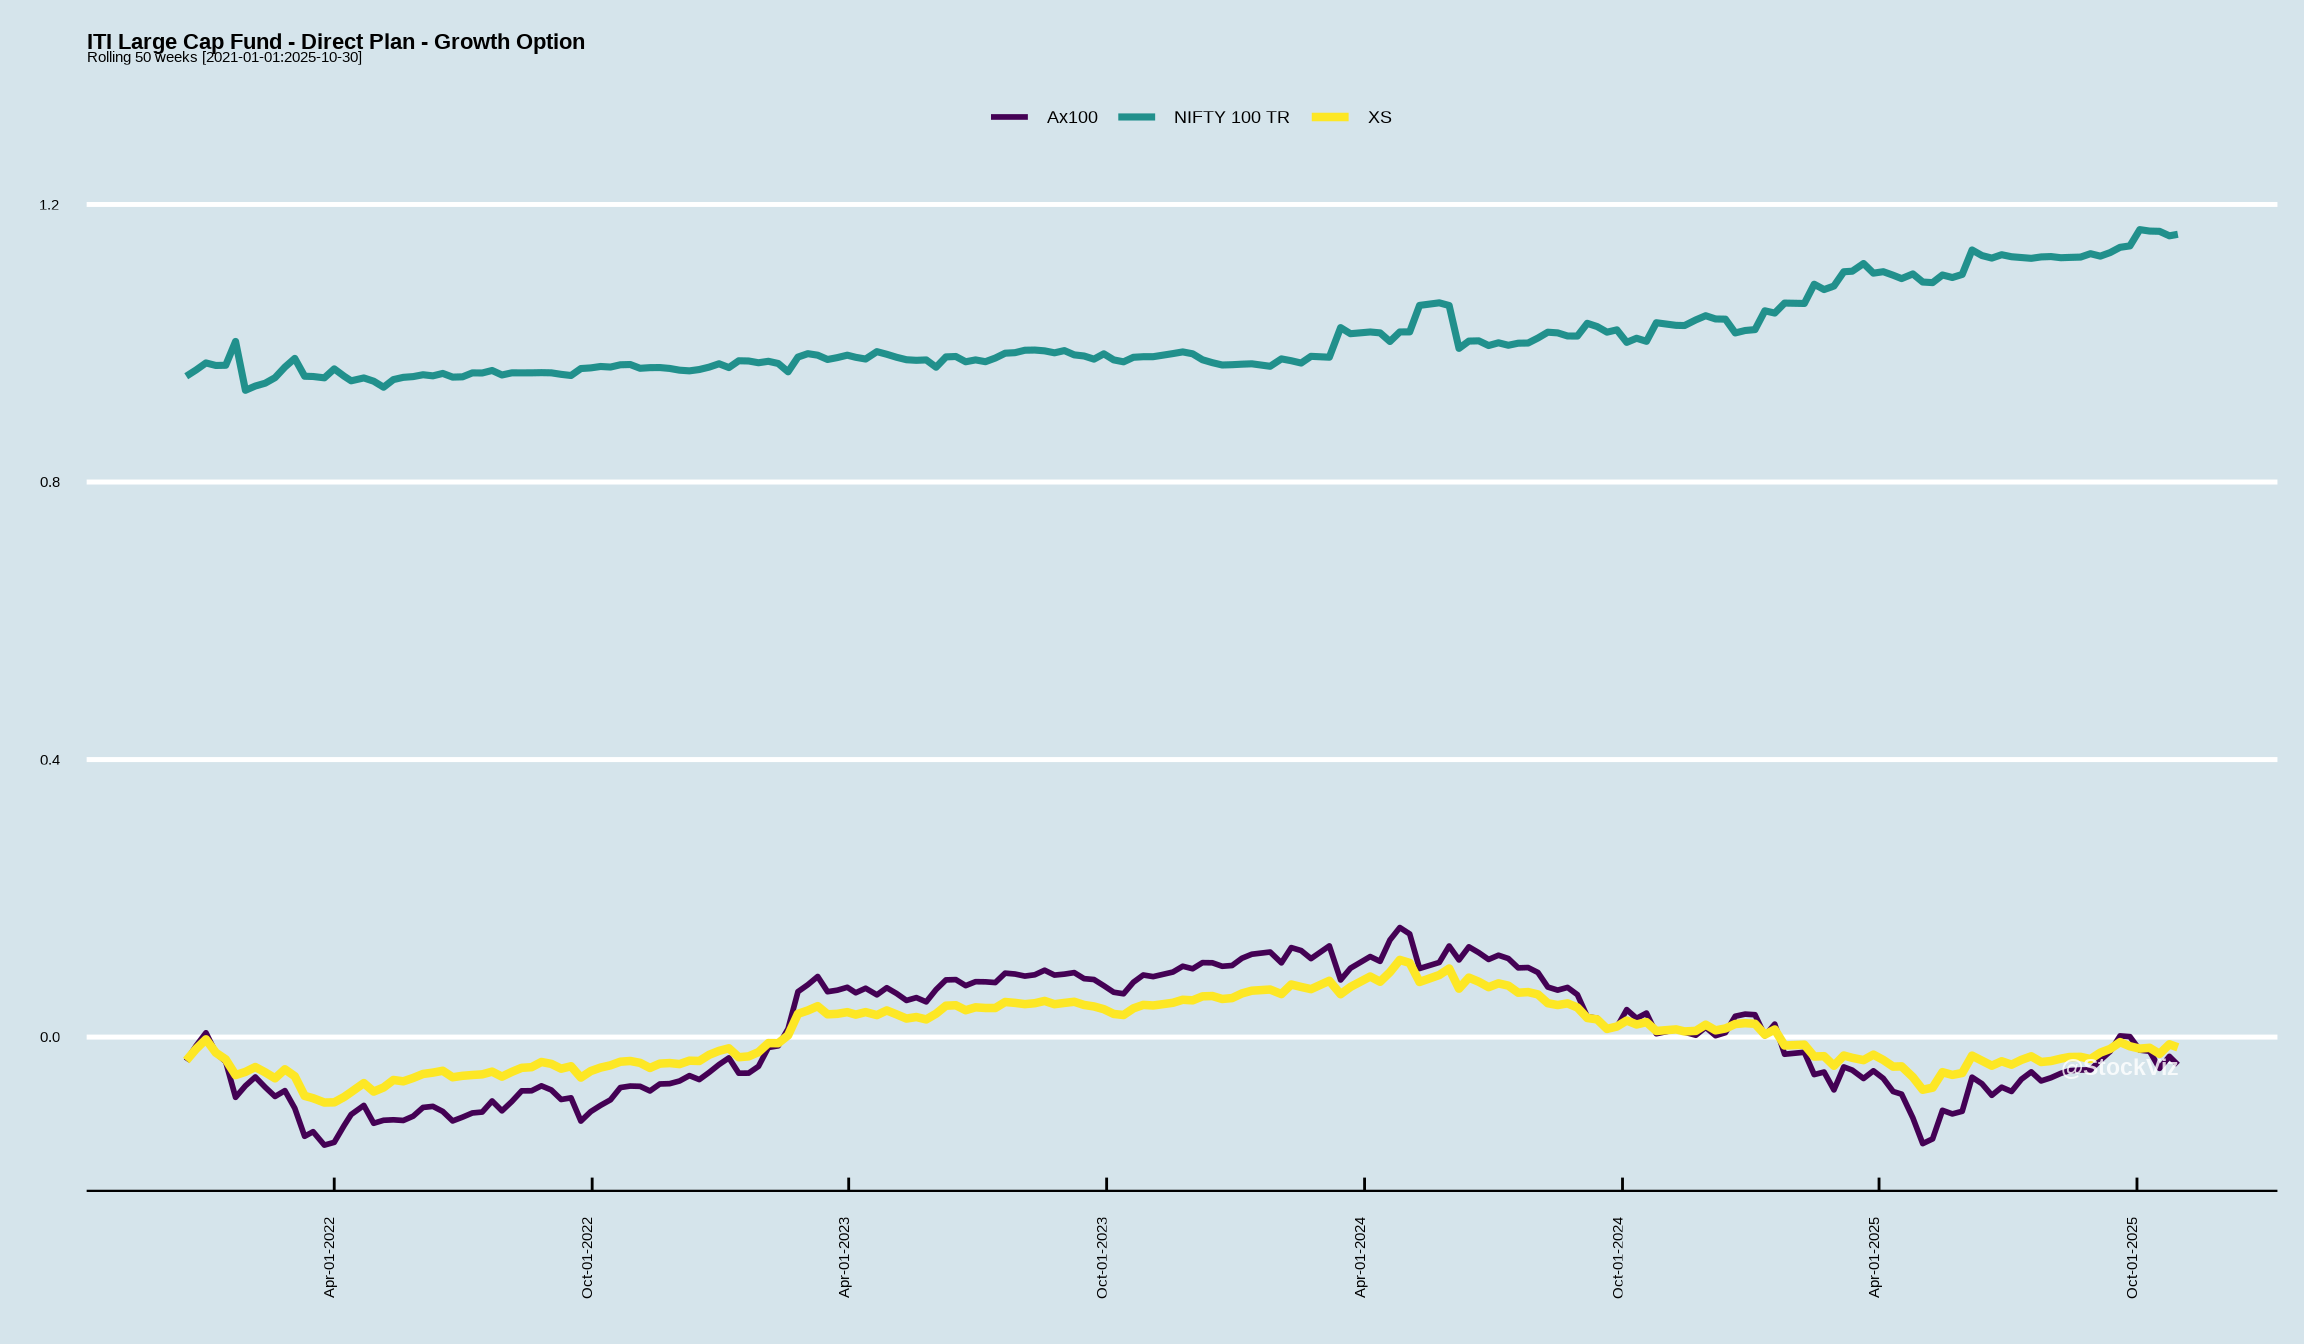 ITI Large Cap Fund - Direct Plan - Growth Option
Rolling 50 weeks [2021-01-01:2025-10-30]
Ax100 NIFTY 100 TR XS
1.2
0.8
0.4
0.0
@StockViz
Apr-01-2022
Oct-01-2022
Apr-01-2023
Oct-01-2023
Apr-01-2024
Oct-01-2024
Apr-01-2025
Oct-01-2025